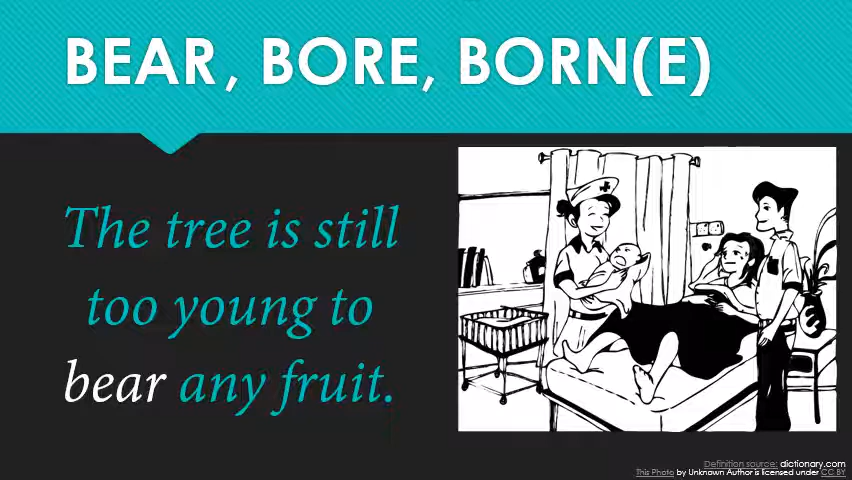 BEAR, BORE, BORN(E)
The tree is still
too young to
bear any fruit.
Definition source: dictionary.com
This Photo by Unknown Author is licensed under CC BY